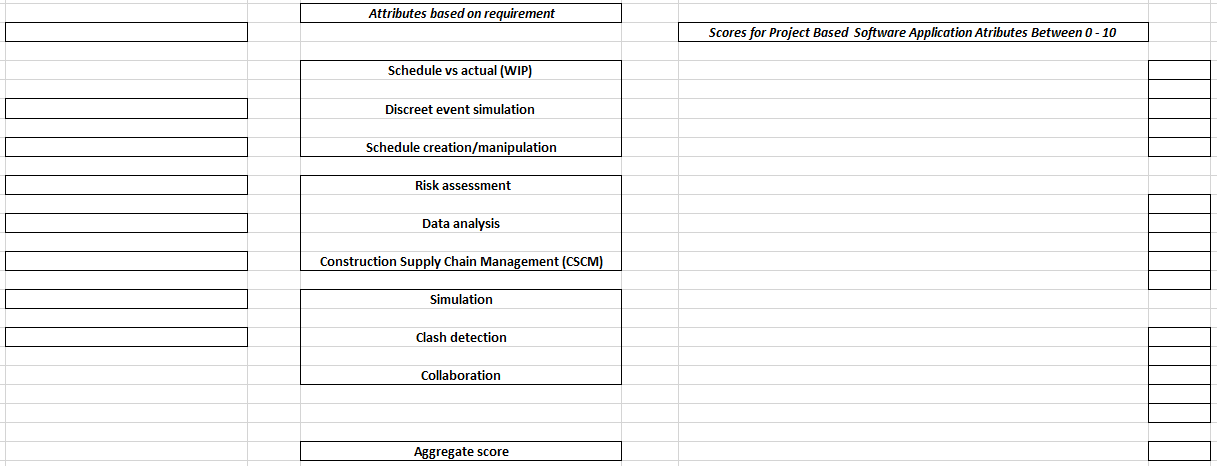 Attributes based on requirement
Scores for Project Based Software Application Atributes Between 0 - 10
Schedule vs actual (WIP)
Discreet event simulation
Schedule creation/manipulation
Risk assessment
Data analysis
Construction Supply Chain Management (CSCM)
Simulation
Clash detection
Collaboration
Aggregate score